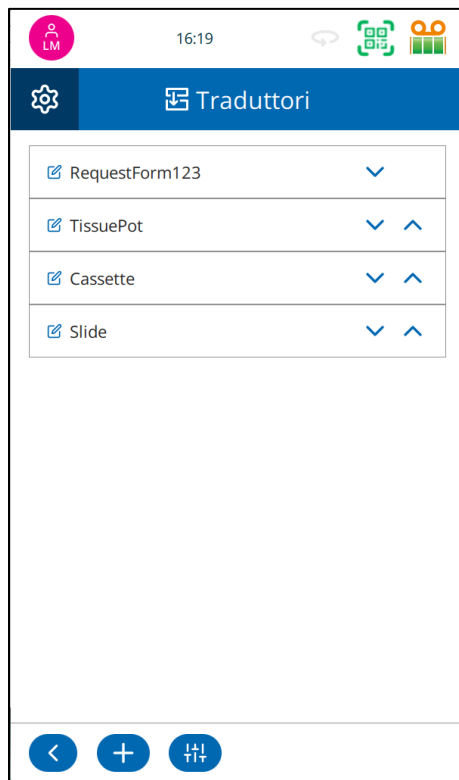 16:19
LM
Traduttori
RequestForm123
TissuePot
Cassette
Slide